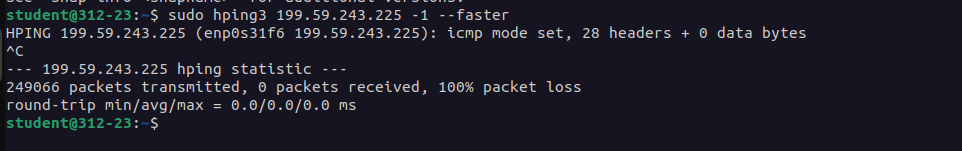 student@312-23:~$ sudo hping3 199.59.243.225 -1 --faster
HPING 199.59.243.225 (enp0s31f6 199.59.243.225): icmp mode set, 28 headers + 0 data bytes
^C
--- 199.59.243.225 hping statistic ---
249066 packets transmitted, 0 packets received, 100% packet loss
round-trip min/avg/max = 0.0/0.0/0.0 ms
student@312-23:~$